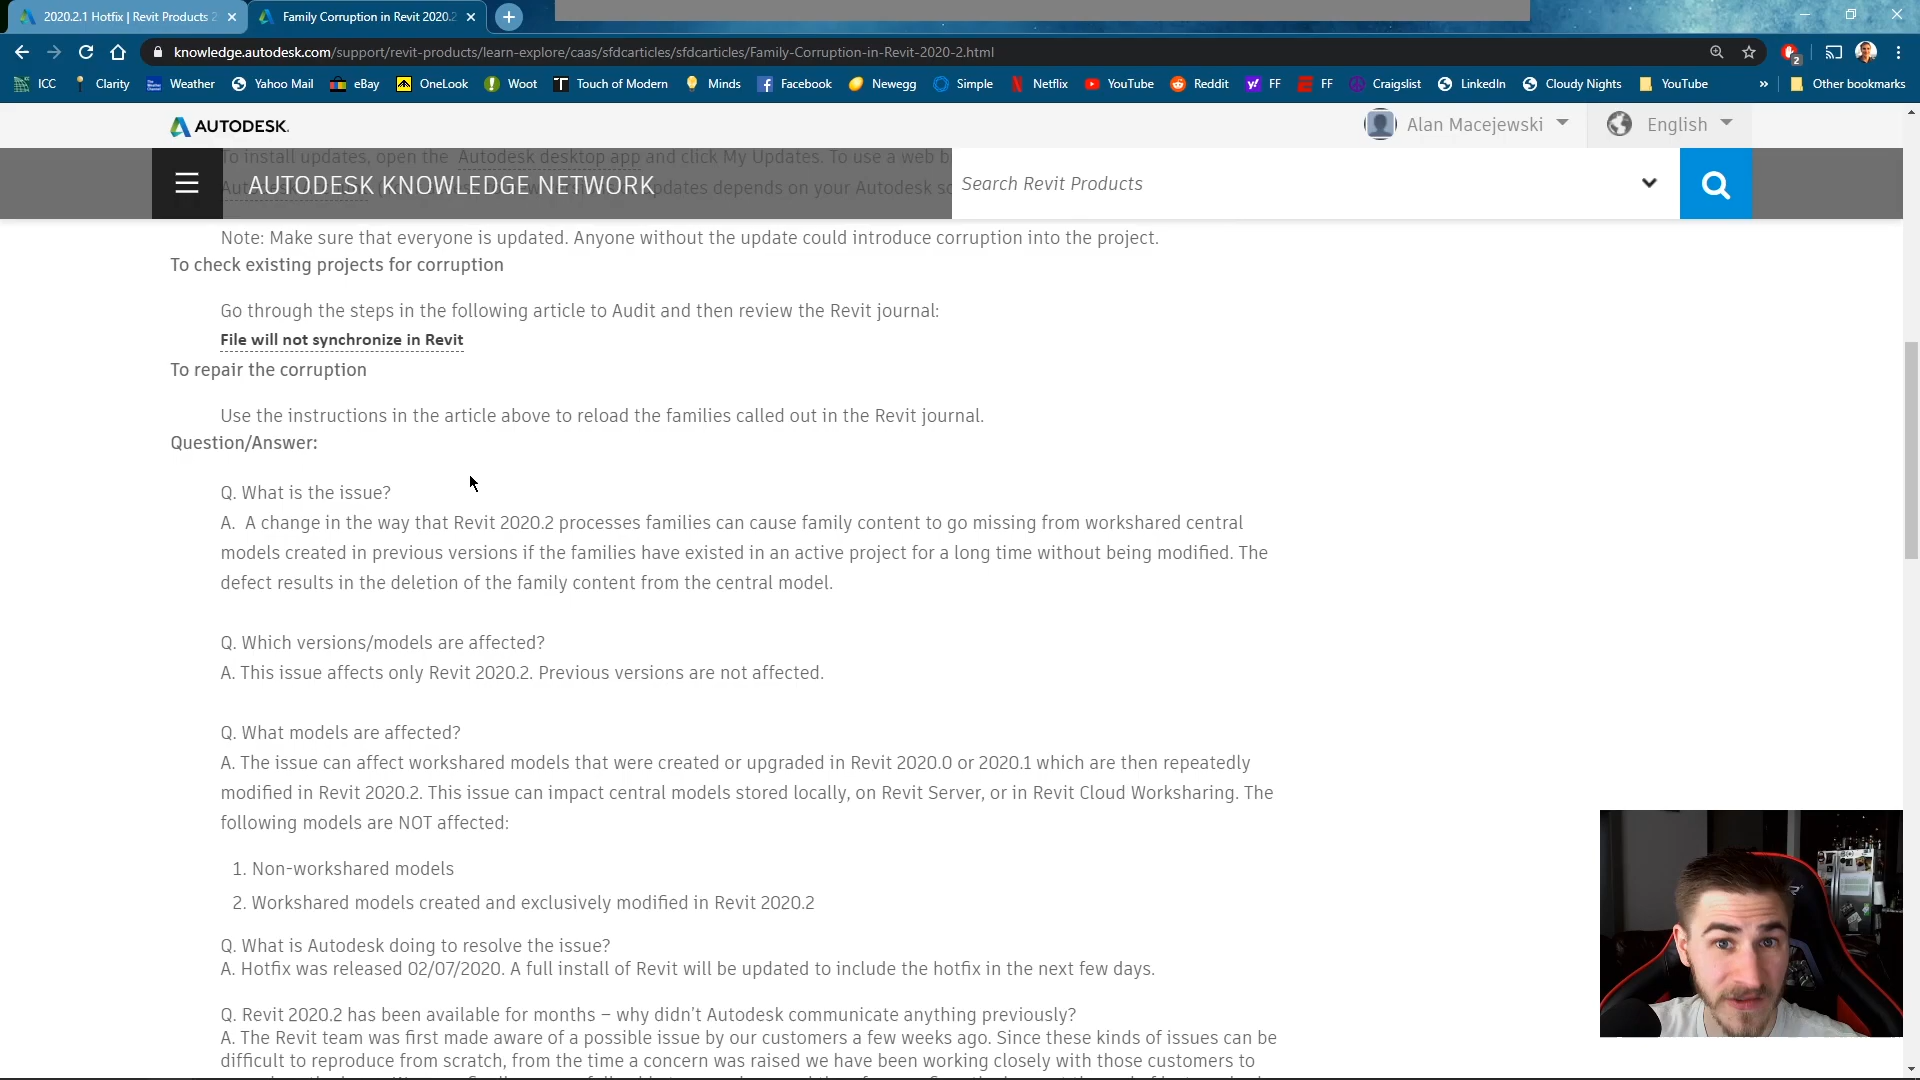 2020.2.1 Hotfix | Revit Products 2
Family Corruption in Revit 2020.2
knowledge.autodesk.com/support/revit-products/learn-explore/caas/sfdcarticles/sfdcarticles/Family-Corruption-in-Revit-2020-2.html
2
ICC Clarity Weather Yahoo Mail eBay OneLook Woot Touch of Modern Minds Facebook Newegg Simple Netflix YouTube Reddit FF FF Craigslist LinkedIn Cloudy Nights YouTube » Other bookmarks
AUTODESK. Alan Macejewski English
To install updates, open the Autodesk desktop app and click My Updates. To use a web b
AUTODESK KNOWLEDGE NETWORK
pdates depends on your Autodesk so
Search Revit Products
Note: Make sure that everyone is updated. Anyone without the update could introduce corruption into the project.
To check existing projects for corruption
Go through the steps in the following article to Audit and then review the Revit journal:
File will not synchronize in Revit
To repair the corruption
Use the instructions in the article above to reload the families called out in the Revit journal.
Question/Answer:
Q. What is the issue?
A. A change in the way that Revit 2020.2 processes families can cause family content to go missing from workshared central
models created in previous versions if the families have existed in an active project for a long time without being modified. The
defect results in the deletion of the family content from the central model.
Q. Which versions/models are affected?
A. This issue affects only Revit 2020.2. Previous versions are not affected.
Q. What models are affected?
A. The issue can affect workshared models that were created or upgraded in Revit 2020.0 or 2020.1 which are then repeatedly
modified in Revit 2020.2. This issue can impact central models stored locally, on Revit Server, or in Revit Cloud Worksharing. The
following models are NOT affected:
1. Non-workshared models
2. Workshared models created and exclusively modified in Revit 2020.2
Q. What is Autodesk doing to resolve the issue?
A. Hotfix was released 02/07/2020. A full install of Revit will be updated to include the hotfix in the next few days.
Q. Revit 2020.2 has been available for months – why didn't Autodesk communicate anything previously?
A. The Revit team was first made aware of a possible issue by our customers a few weeks ago. Since these kinds of issues can be
difficult to reproduce from scratch, from the time a concern was raised we have been working closely with those customers to